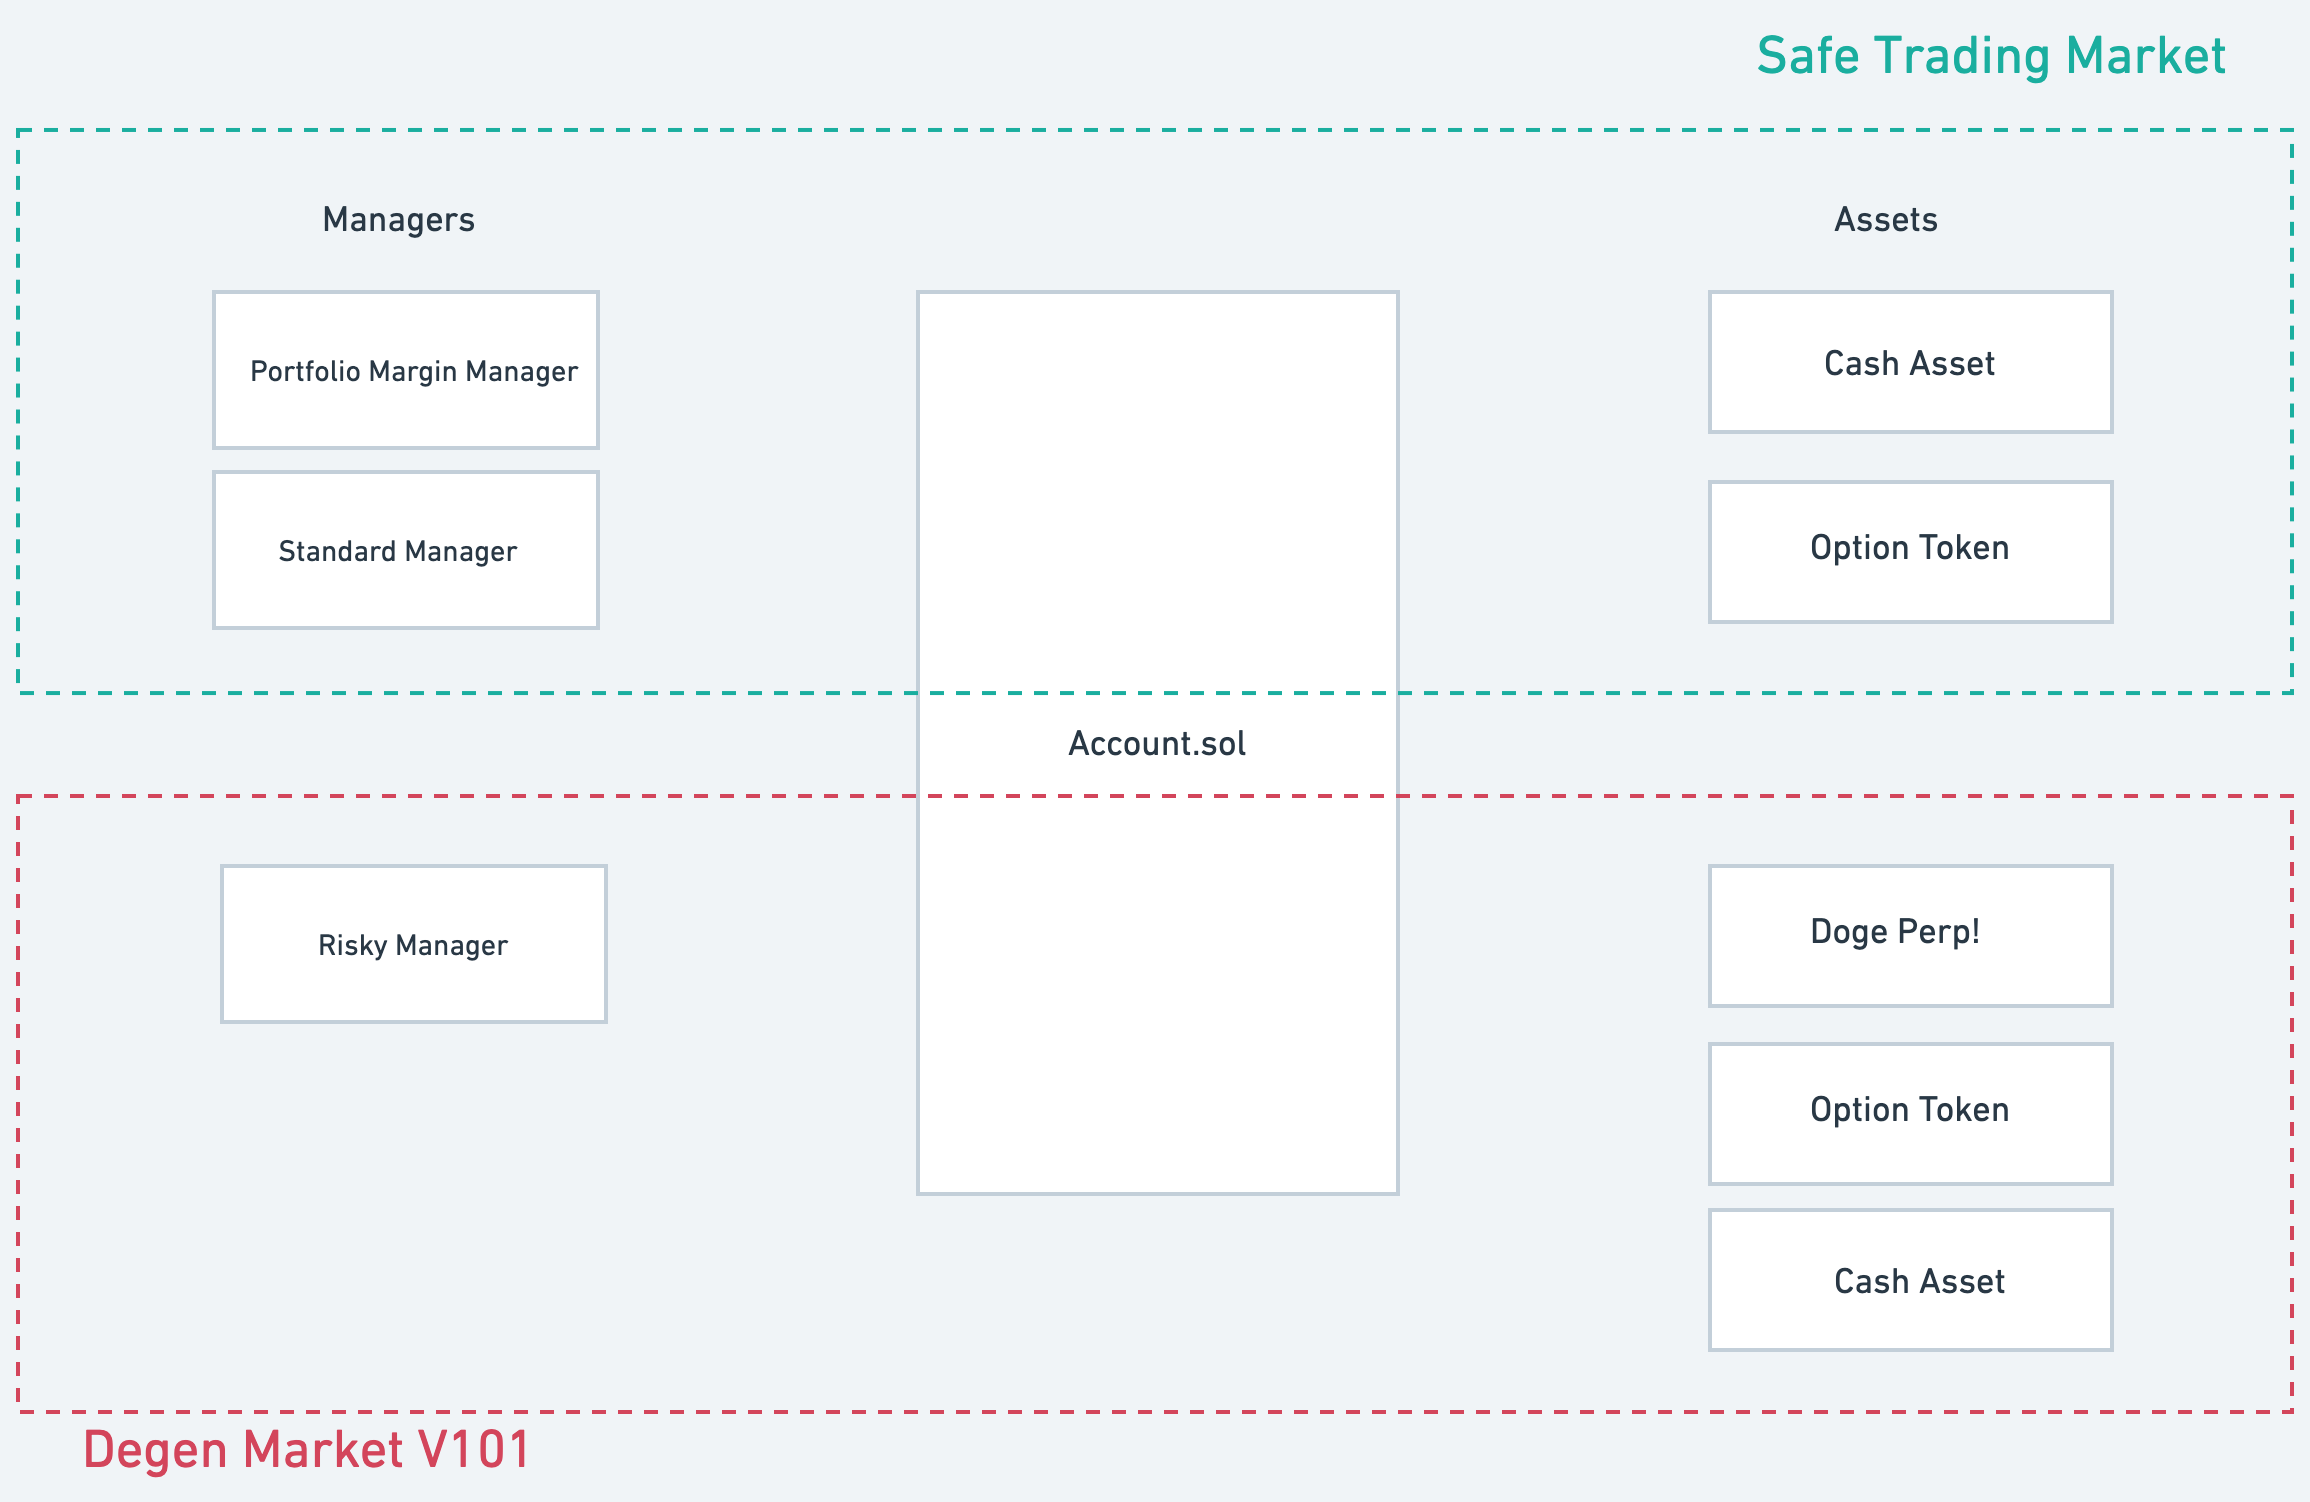 Safe Trading Market
Managers
Assets
Portfolio Margin Manager
Cash Asset
Standard Manager
Option Token
Account.sol
Risky Manager
Doge Perp!
Option Token
Cash Asset
Degen Market V101